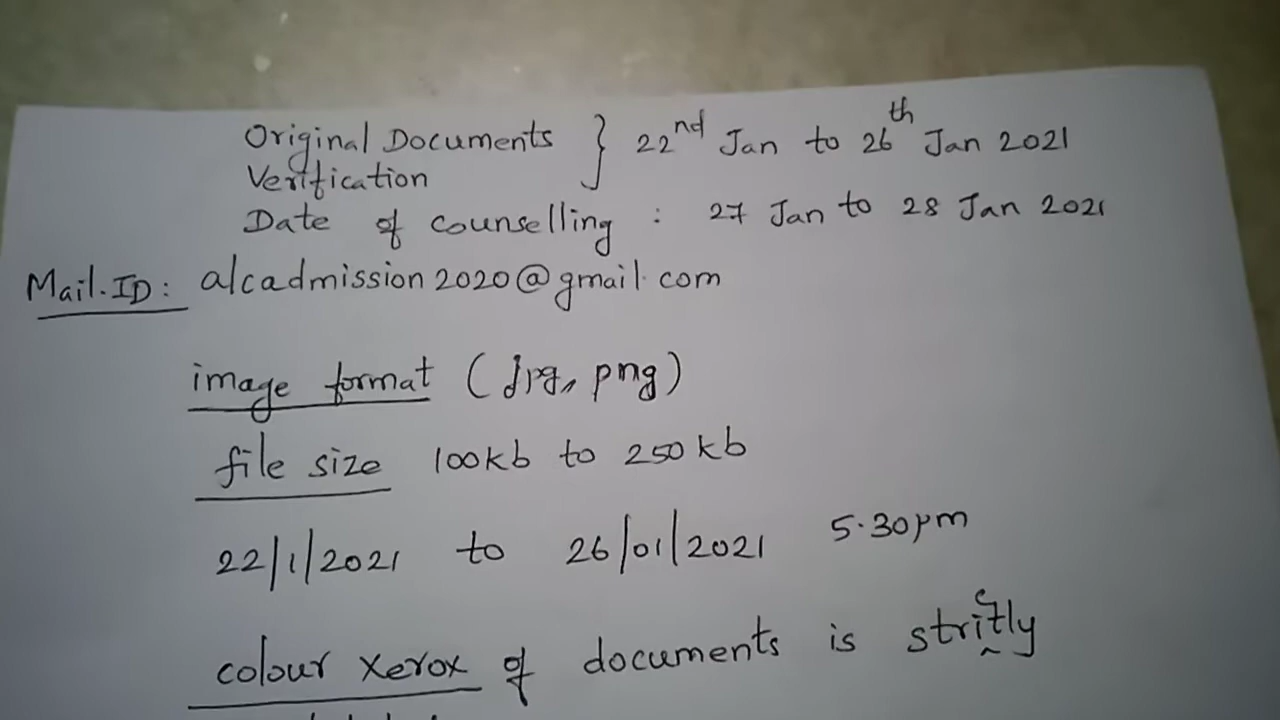 Original Documents } 22nd Jan to 26th Jan 2021
Verification
Date of counselling : 27 Jan to 28 Jan 2021
Mail.ID: alcadmission2020@gmail.com
image format (jpg, png)
file size 100kb to 250kb
22/1/2021 to 26/01/2021 5.30pm
colour xerox of documents is strictly